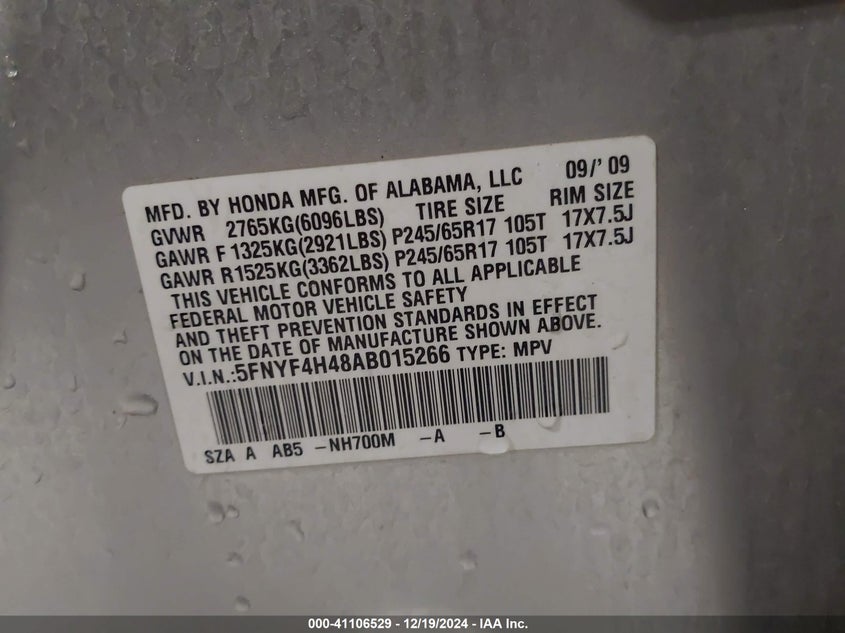 MFD. BY HONDA MFG. OF ALABAMA, LLC 09/' 09
GVWR 2765KG(6096LBS) TIRE SIZE RIM SIZE
GAWR F 1325KG(2921LBS) P245/65R17 105T 17X7.5J
GAWR R1525KG(3362LBS) P245/65R17 105T 17X7.5J
THIS VEHICLE CONFORMS TO ALL APPLICABLE
FEDERAL MOTOR VEHICLE SAFETY
AND THEFT PREVENTION STANDARDS IN EFFECT
ON THE DATE OF MANUFACTURE SHOWN ABOVE.
V.I.N.:5FNYF4H48AB015266 TYPE: MPV
SZA A AB5 -NH700M -A -B
000-41106529 - 12/19/2024 - IAA Inc.